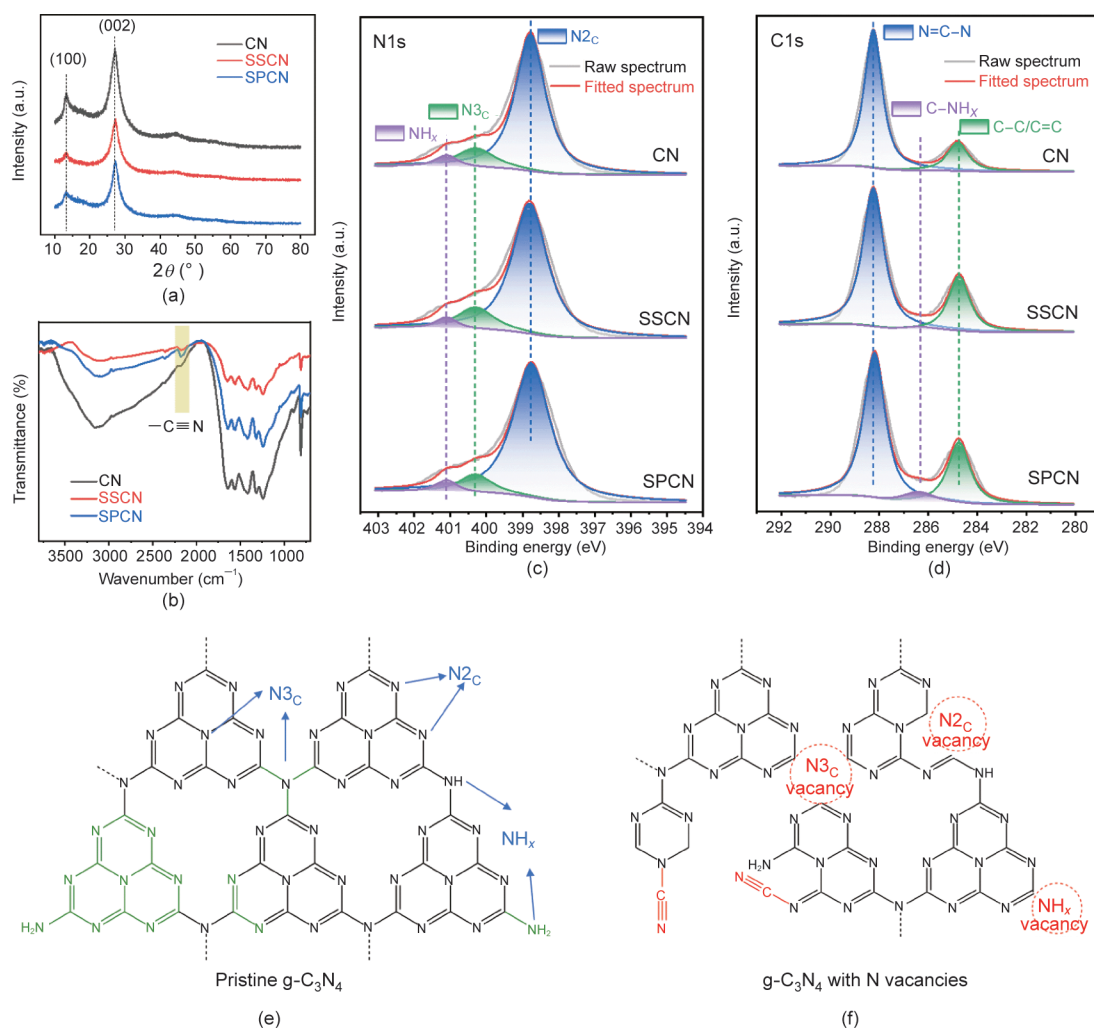 (002)
(100)
CN
SSCN
SPCN
Intensity (a.u.)
10 20 30 40 50 60 70 80
2θ (°)
(a)
—C≡N
CN
SSCN
SPCN
Transmittance (%)
3500 3000 2500 2000 1500 1000
Wavenumber (cm⁻¹)
(b)
N1s
N2C
Raw spectrum
Fitted spectrum
N3C
NHx
CN
SSCN
SPCN
Intensity (a.u.)
403 402 401 400 399 398 397 396 395 394
Binding energy (eV)
(c)
C1s
N=C–N
Raw spectrum
Fitted spectrum
C–NHx
C–C/C=C
CN
SSCN
SPCN
Intensity (a.u.)
292 290 288 286 284 282 280
Binding energy (eV)
(d)
N3C
N2C
NHx
H2N
NH2
NH
N
Pristine g-C3N4
(e)
N2C
vacancy
N3C
vacancy
NHx
vacancy
H2N
NH
N
C
N
N
C
g-C3N4 with N vacancies
(f)